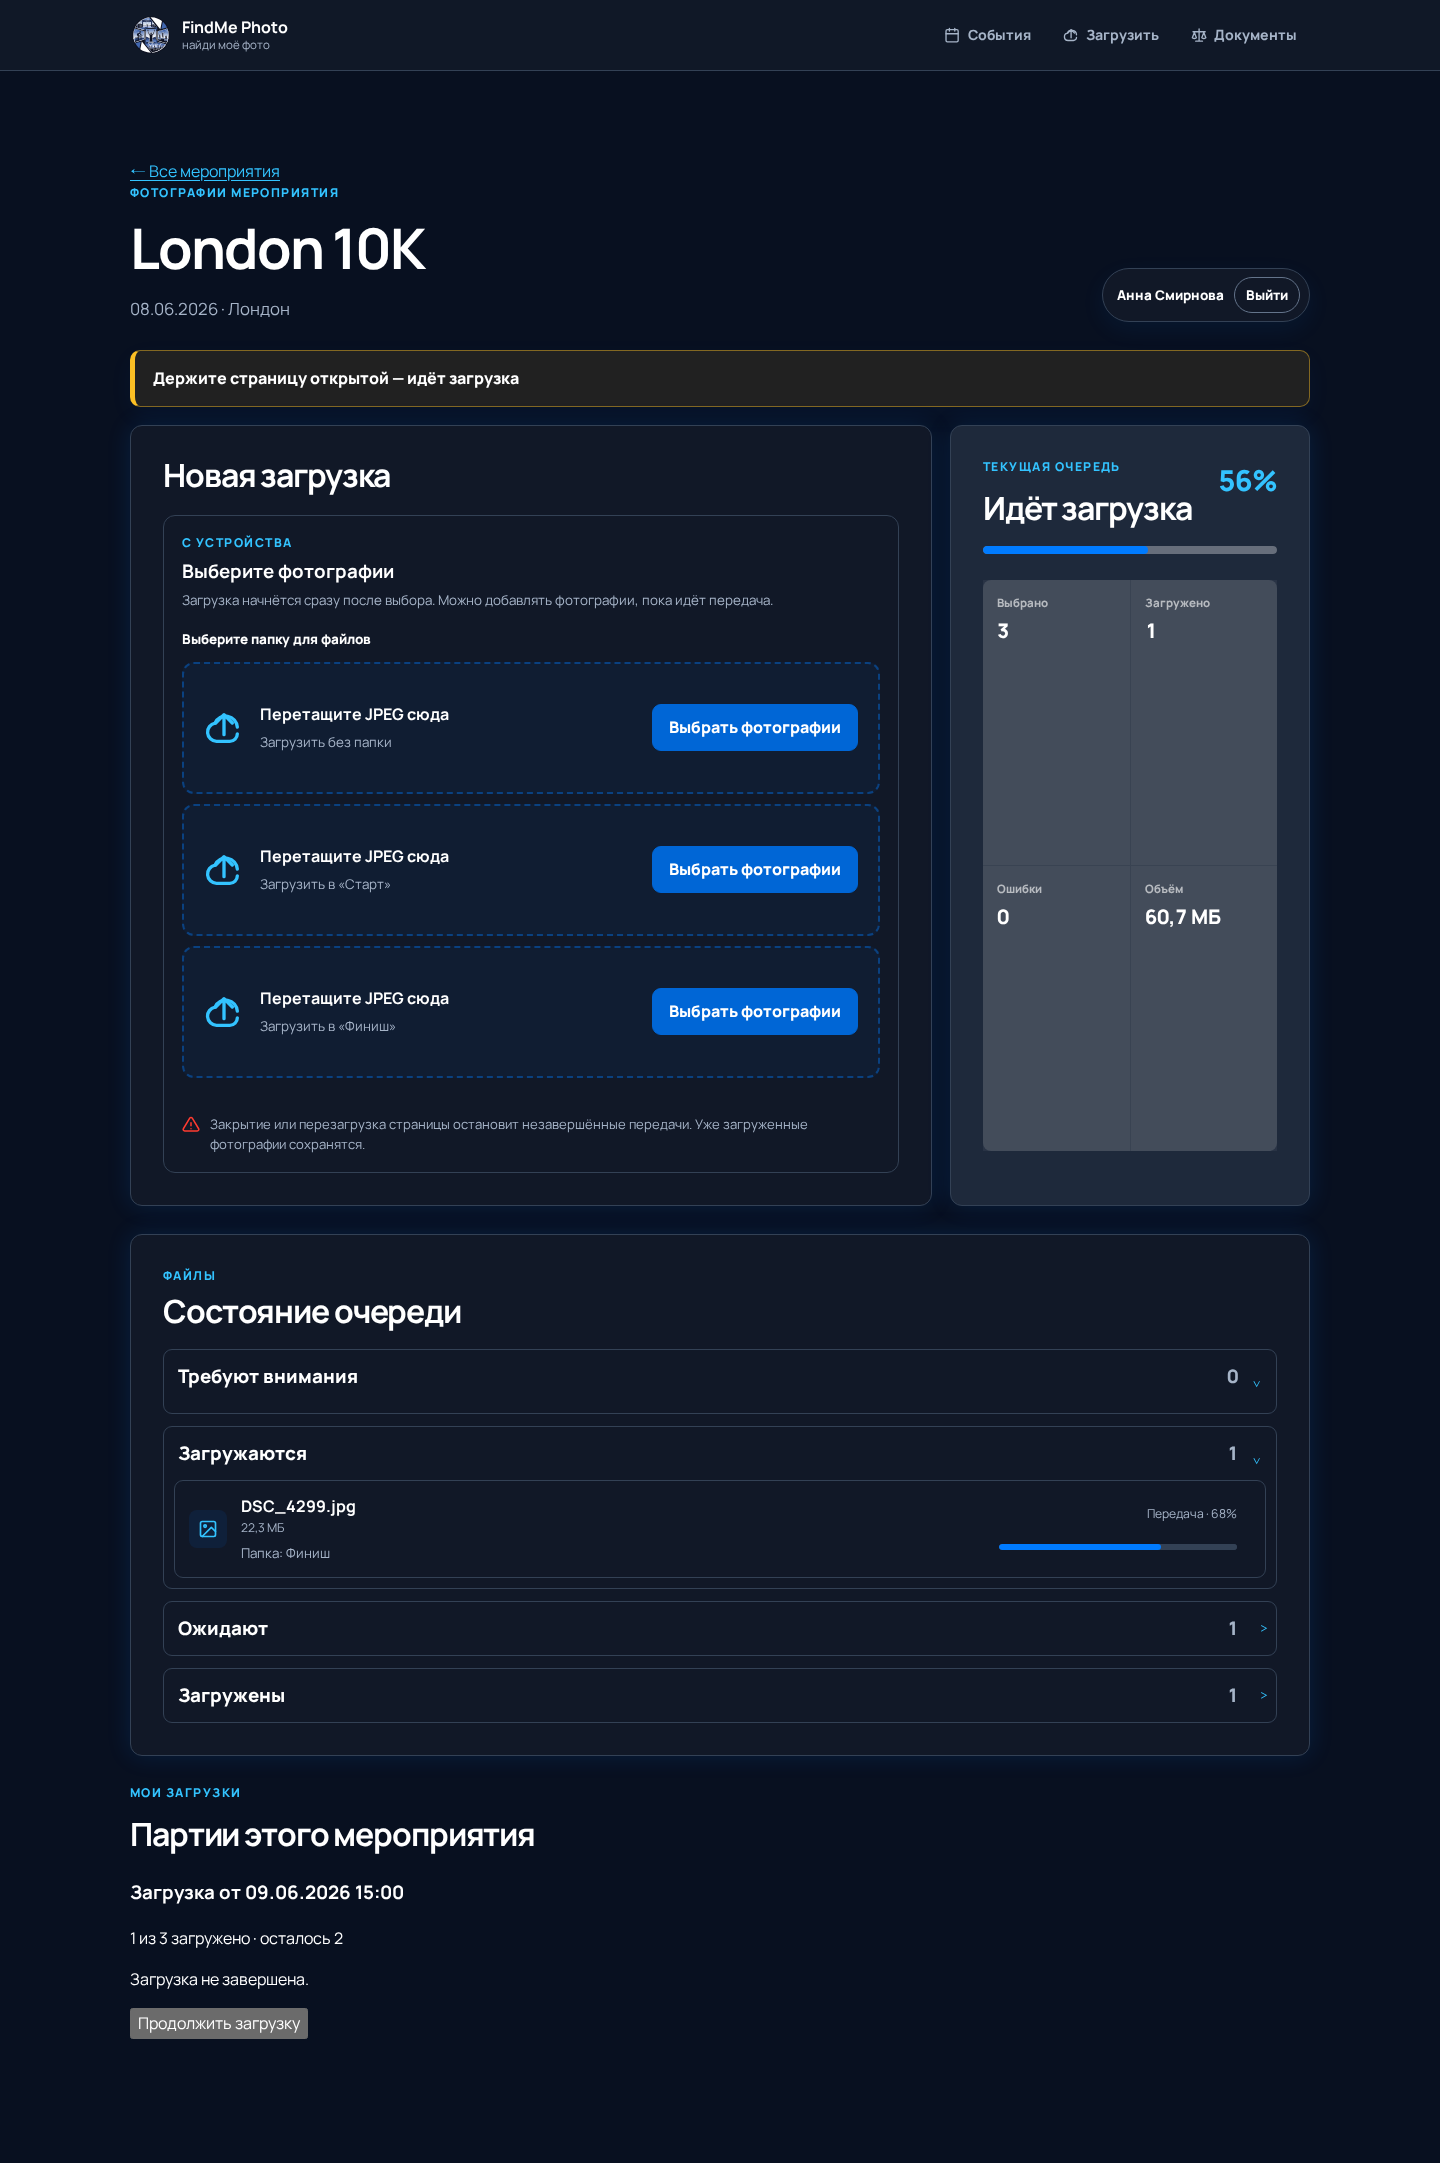 FindMe Photo
найди моё фото
События
Загрузить
Документы
← Все мероприятия
ФОТОГРАФИИ МЕРОПРИЯТИЯ
London 10K
08.06.2026 · Лондон
Анна Смирнова
Выйти
Держите страницу открытой — идёт загрузка
Новая загрузка
С УСТРОЙСТВА
Выберите фотографии
Загрузка начнётся сразу после выбора. Можно добавлять фотографии, пока идёт передача.
Выберите папку для файлов
Перетащите JPEG сюда
Загрузить без папки
Выбрать фотографии
Перетащите JPEG сюда
Загрузить в «Старт»
Выбрать фотографии
Перетащите JPEG сюда
Загрузить в «Финиш»
Выбрать фотографии
Закрытие или перезагрузка страницы остановит незавершённые передачи. Уже загруженные
фотографии сохранятся.
ТЕКУЩАЯ ОЧЕРЕДЬ
Идёт загрузка
56%
Выбрано
3
Загружено
1
Ошибки
0
Объём
60,7 МБ
ФАЙЛЫ
Состояние очереди
Требуют внимания
0
Загружаются
1
DSC_4299.jpg
22,3 МБ
Папка: Финиш
Передача · 68%
Ожидают
1
Загружены
1
МОИ ЗАГРУЗКИ
Партии этого мероприятия
Загрузка от 09.06.2026 15:00
1 из 3 загружено · осталось 2
Загрузка не завершена.
Продолжить загрузку